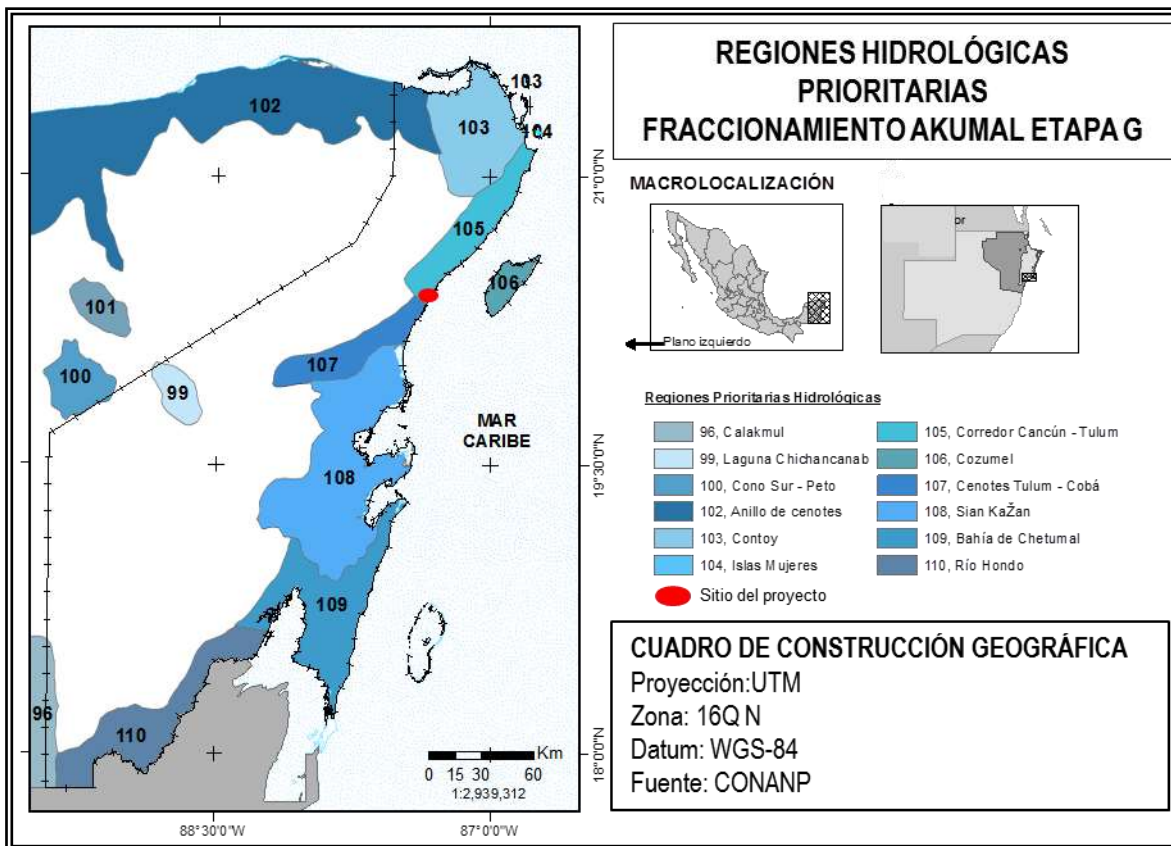 REGIONES HIDROLÓGICAS
PRIORITARIAS
FRACCIONAMIENTO AKUMAL ETAPA G
MACROLOCALIZACIÓN
or
Plano izquierdo
Regiones Prioritarias Hidrológicas
96, Calakmul
99, Laguna Chichancanab
100, Cono Sur - Peto
102, Anillo de cenotes
103, Contoy
104, Islas Mujeres
105, Corredor Cancún - Tulum
106, Cozumel
107, Cenotes Tulum - Cobá
108, Sian KaŽan
109, Bahía de Chetumal
110, Río Hondo
Sitio del proyecto
CUADRO DE CONSTRUCCIÓN GEOGRÁFICA
Proyección:UTM
Zona: 16Q N
Datum: WGS-84
Fuente: CONANP
103
102
103
104
21°0'0"N
105
106
101
107
100
99
MAR
CARIBE
19°30'0"N
108
109
96
110
Km
0 15 30 60
1:2,939,312
18°0'0"N
88°30'0"W
87°0'0"W